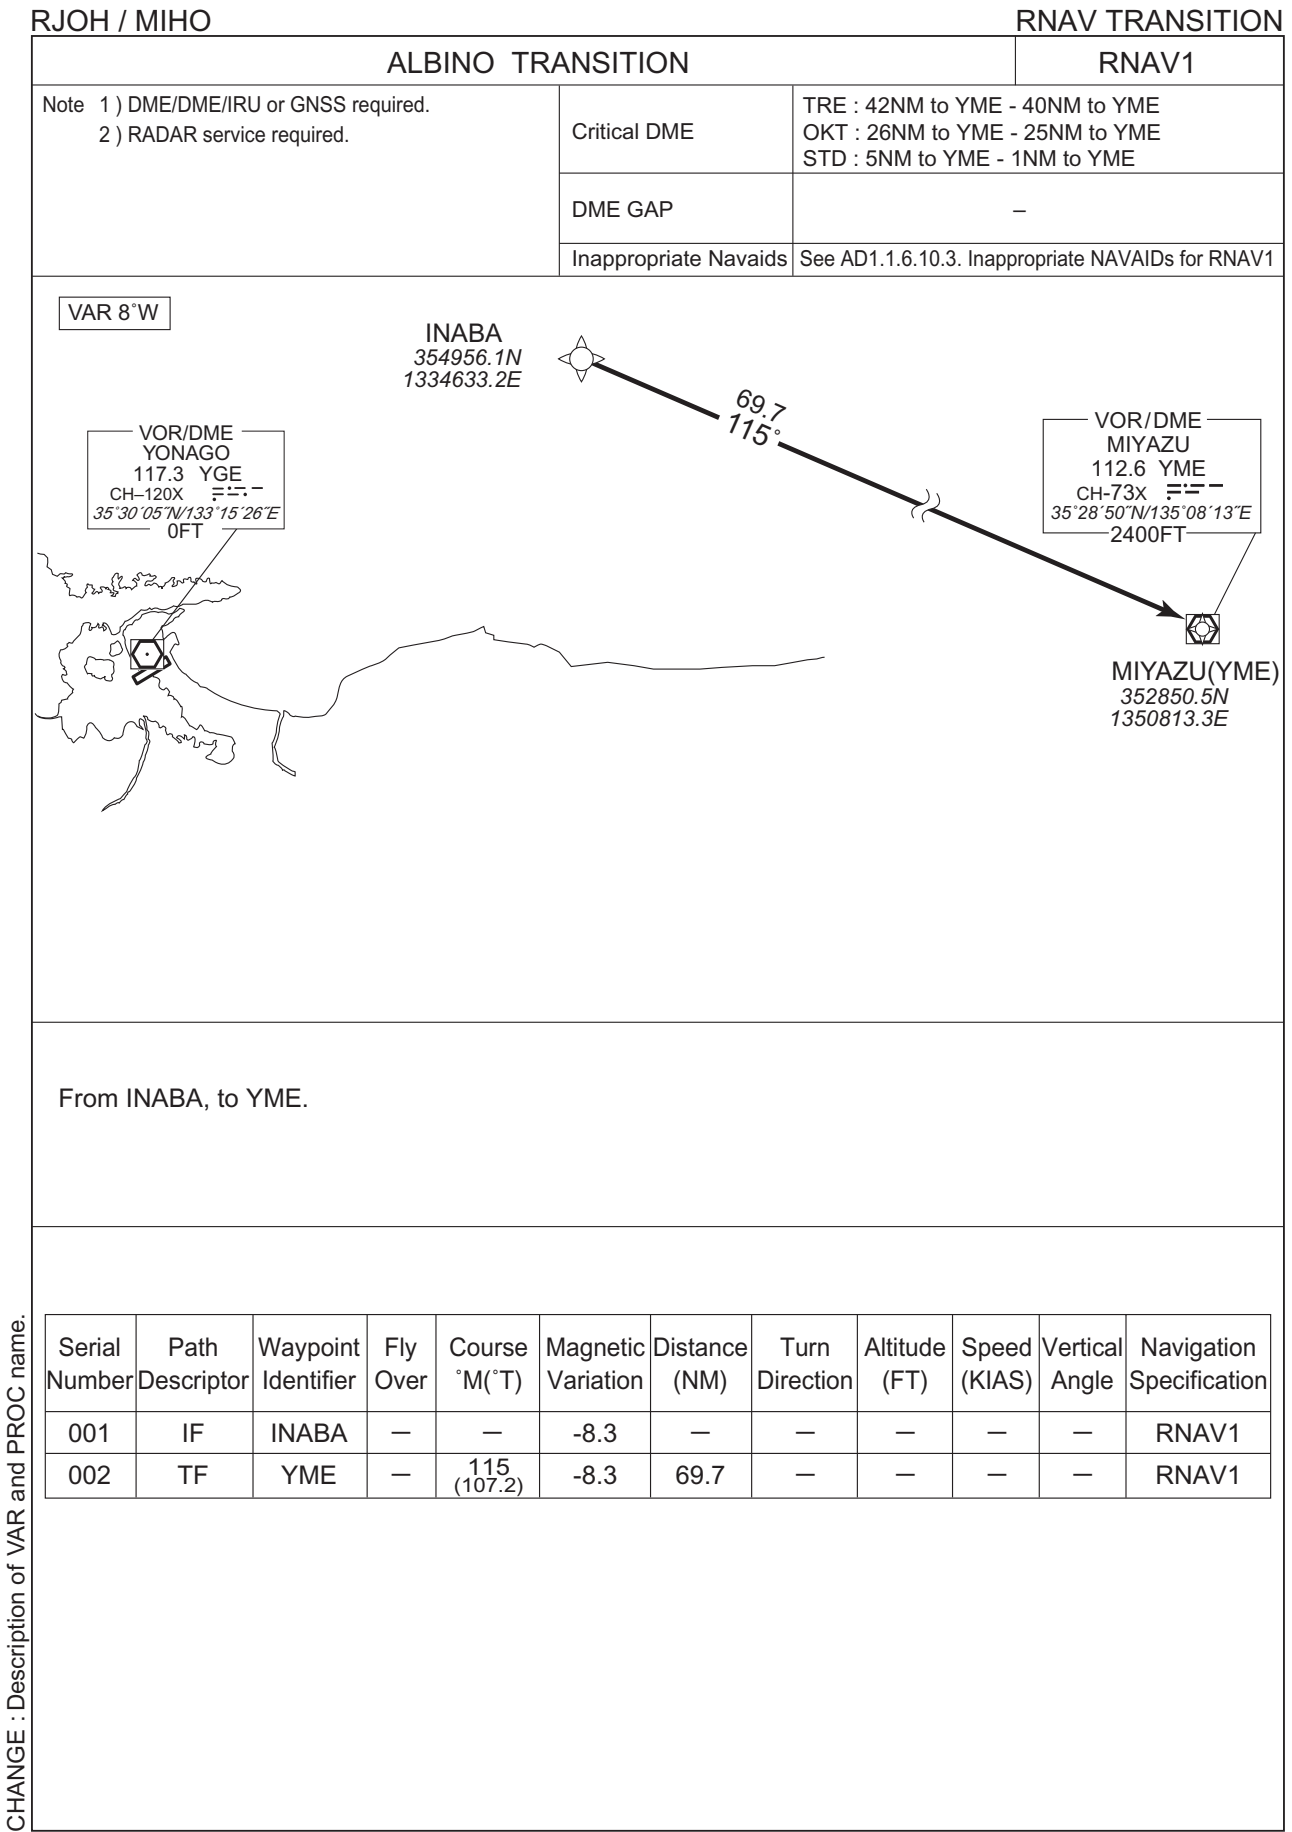 RJOH / MIHO
RNAV TRANSITION
ALBINO TRANSITION
RNAV1
Note 1 ) DME/DME/IRU or GNSS required.
2 ) RADAR service required.
Critical DME
TRE : 42NM to YME - 40NM to YME
OKT : 26NM to YME - 25NM to YME
STD : 5NM to YME - 1NM to YME
DME GAP
–
Inappropriate Navaids
See AD1.1.6.10.3. Inappropriate NAVAIDs for RNAV1
VAR 8˚W
INABA
354956.1N
1334633.2E
69.7
115˚
VOR/DME
YONAGO
117.3 YGE
CH–120X
35˚30´05˝N/133˚15´26˝E
0FT
VOR/DME
MIYAZU
112.6 YME
CH-73X
35˚28´50˝N/135˚08´13˝E
2400FT
MIYAZU(YME)
352850.5N
1350813.3E
From INABA, to YME.
Serial Number Path Descriptor Waypoint Identifier Fly Over Course ˚M(˚T) Magnetic Variation Distance (NM) Turn Direction Altitude (FT) Speed (KIAS) Vertical Angle Navigation Specification
001 IF INABA — — -8.3 — — — — — RNAV1
002 TF YME — 115 (107.2) -8.3 69.7 — — — — RNAV1
CHANGE : Description of VAR and PROC name.